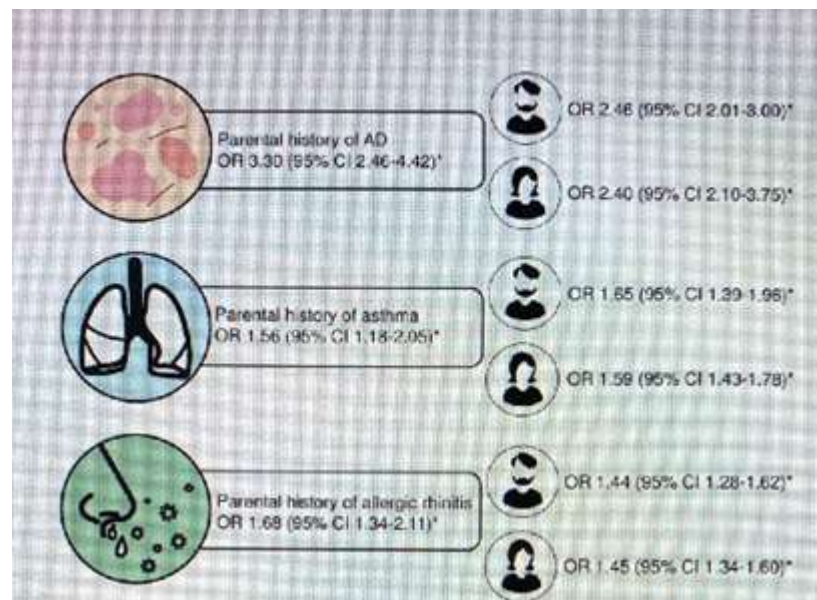 Parental history of AD
OR 3.30 (95% CI 2.46-4.42)*
OR 2.46 (95% CI 2.01-3.00)*
OR 2.40 (95% CI 2.10-3.75)*
Parental history of asthma
OR 1.56 (95% CI 1.18-2.05)*
OR 1.65 (95% CI 1.39-1.96)*
OR 1.59 (95% CI 1.43-1.78)*
Parental history of allergic rhinitis
OR 1.68 (95% CI 1.34-2.11)*
OR 1.44 (95% CI 1.28-1.62)*
OR 1.45 (95% CI 1.34-1.60)*